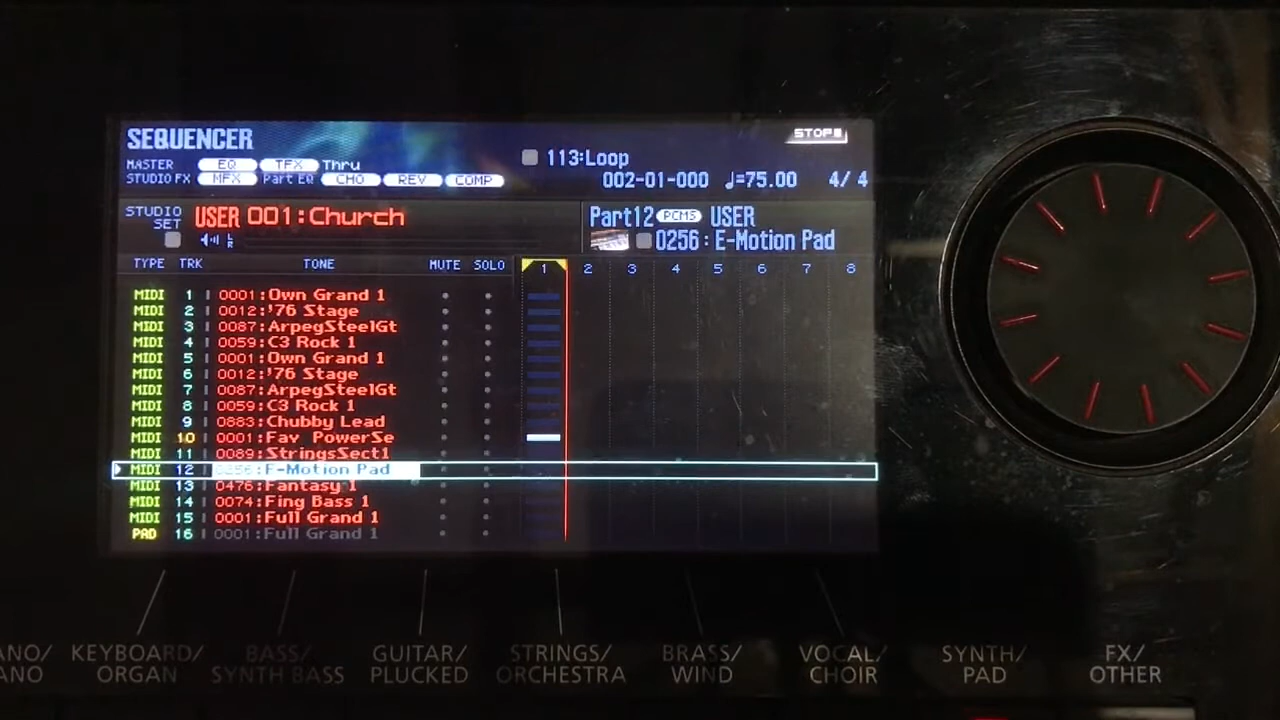 SEQUENCER
STOP
MASTER EQ TFX Thru
113:Loop
STUDIO FX MFX Part EQ CHO REV COMP
002-01-000 ♩=75.00 4/ 4
STUDIO SET USER 001:Church
Part12 PCMS USER
L R
0256: E-Motion Pad
TYPE TRK TONE MUTE SOLO 1 2 3 4 5 6 7 8
MIDI 1 0001:Own Grand 1
MIDI 2 0012:'76 Stage
MIDI 3 0087:ArpegSteelGt
MIDI 4 0059:C3 Rock 1
MIDI 5 0001:Own Grand 1
MIDI 6 0012:'76 Stage
MIDI 7 0087:ArpegSteelGt
MIDI 8 0059:C3 Rock 1
MIDI 9 0883:Chubby Lead
MIDI 10 0001:Fav PowerSe
MIDI 11 0089:StringsSect1
MIDI 12 0256:E-Motion Pad
MIDI 13 0476:Fantasy 1
MIDI 14 0074:Fing Bass 1
MIDI 15 0001:Full Grand 1
PAD 16 0001:Full Grand 1
ANO/ KEYBOARD/ BASS/ GUITAR/ STRINGS/ BRASS/ VOCAL/ SYNTH/ FX/
ANO ORGAN SYNTH BASS PLUCKED ORCHESTRA WIND CHOIR PAD OTHER